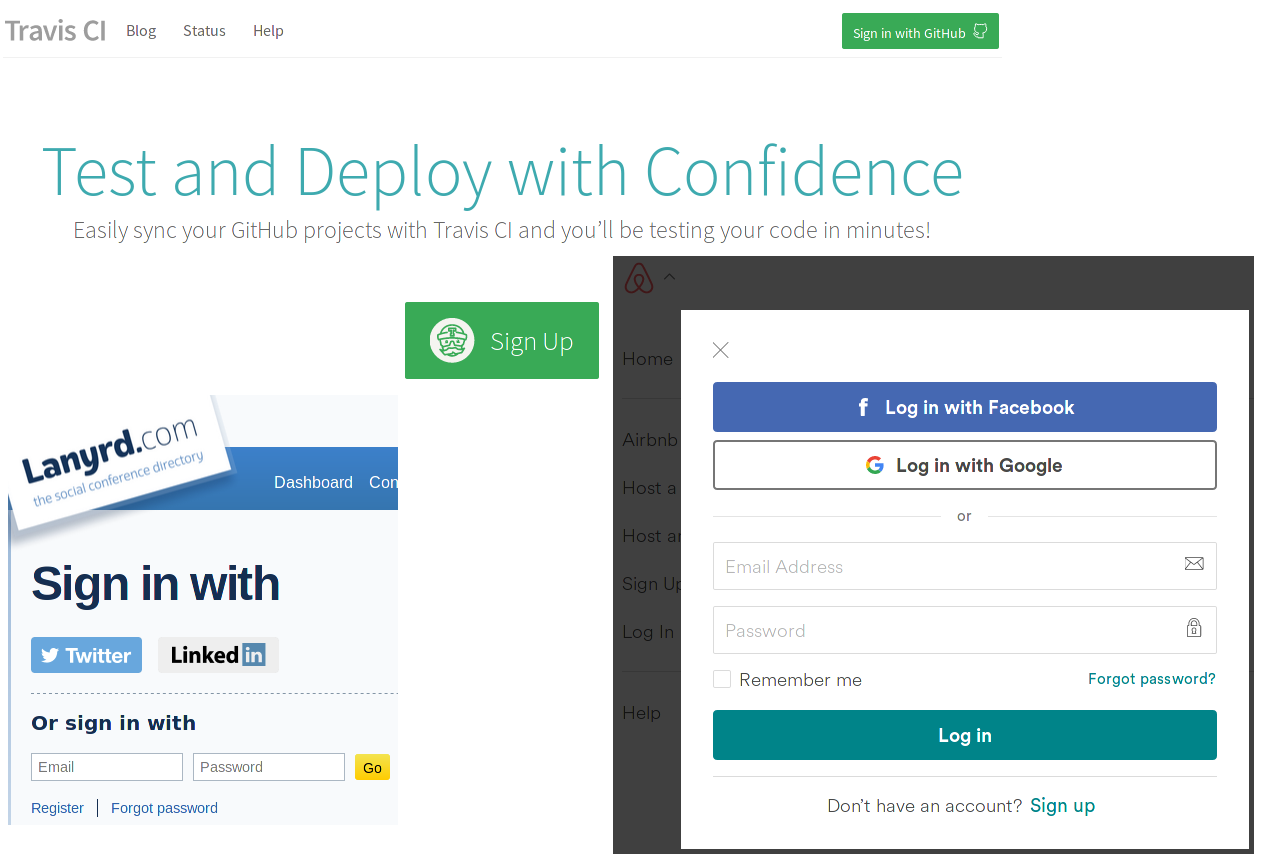 Travis CI Blog Status Help Sign in with GitHub
Test and Deploy with Confidence
Easily sync your GitHub projects with Travis CI and you'll be testing your code in minutes!
Sign Up
Lanyrd.com
the social conference directory
Dashboard Con
Sign in with
Twitter Linked in
Or sign in with
Email Password Go
Register Forgot password
Home
Airbnb
Host a
Host an
Sign Up
Log In
Help
f Log in with Facebook
G Log in with Google
or
Email Address
Password
Remember me Forgot password?
Log in
Don't have an account? Sign up